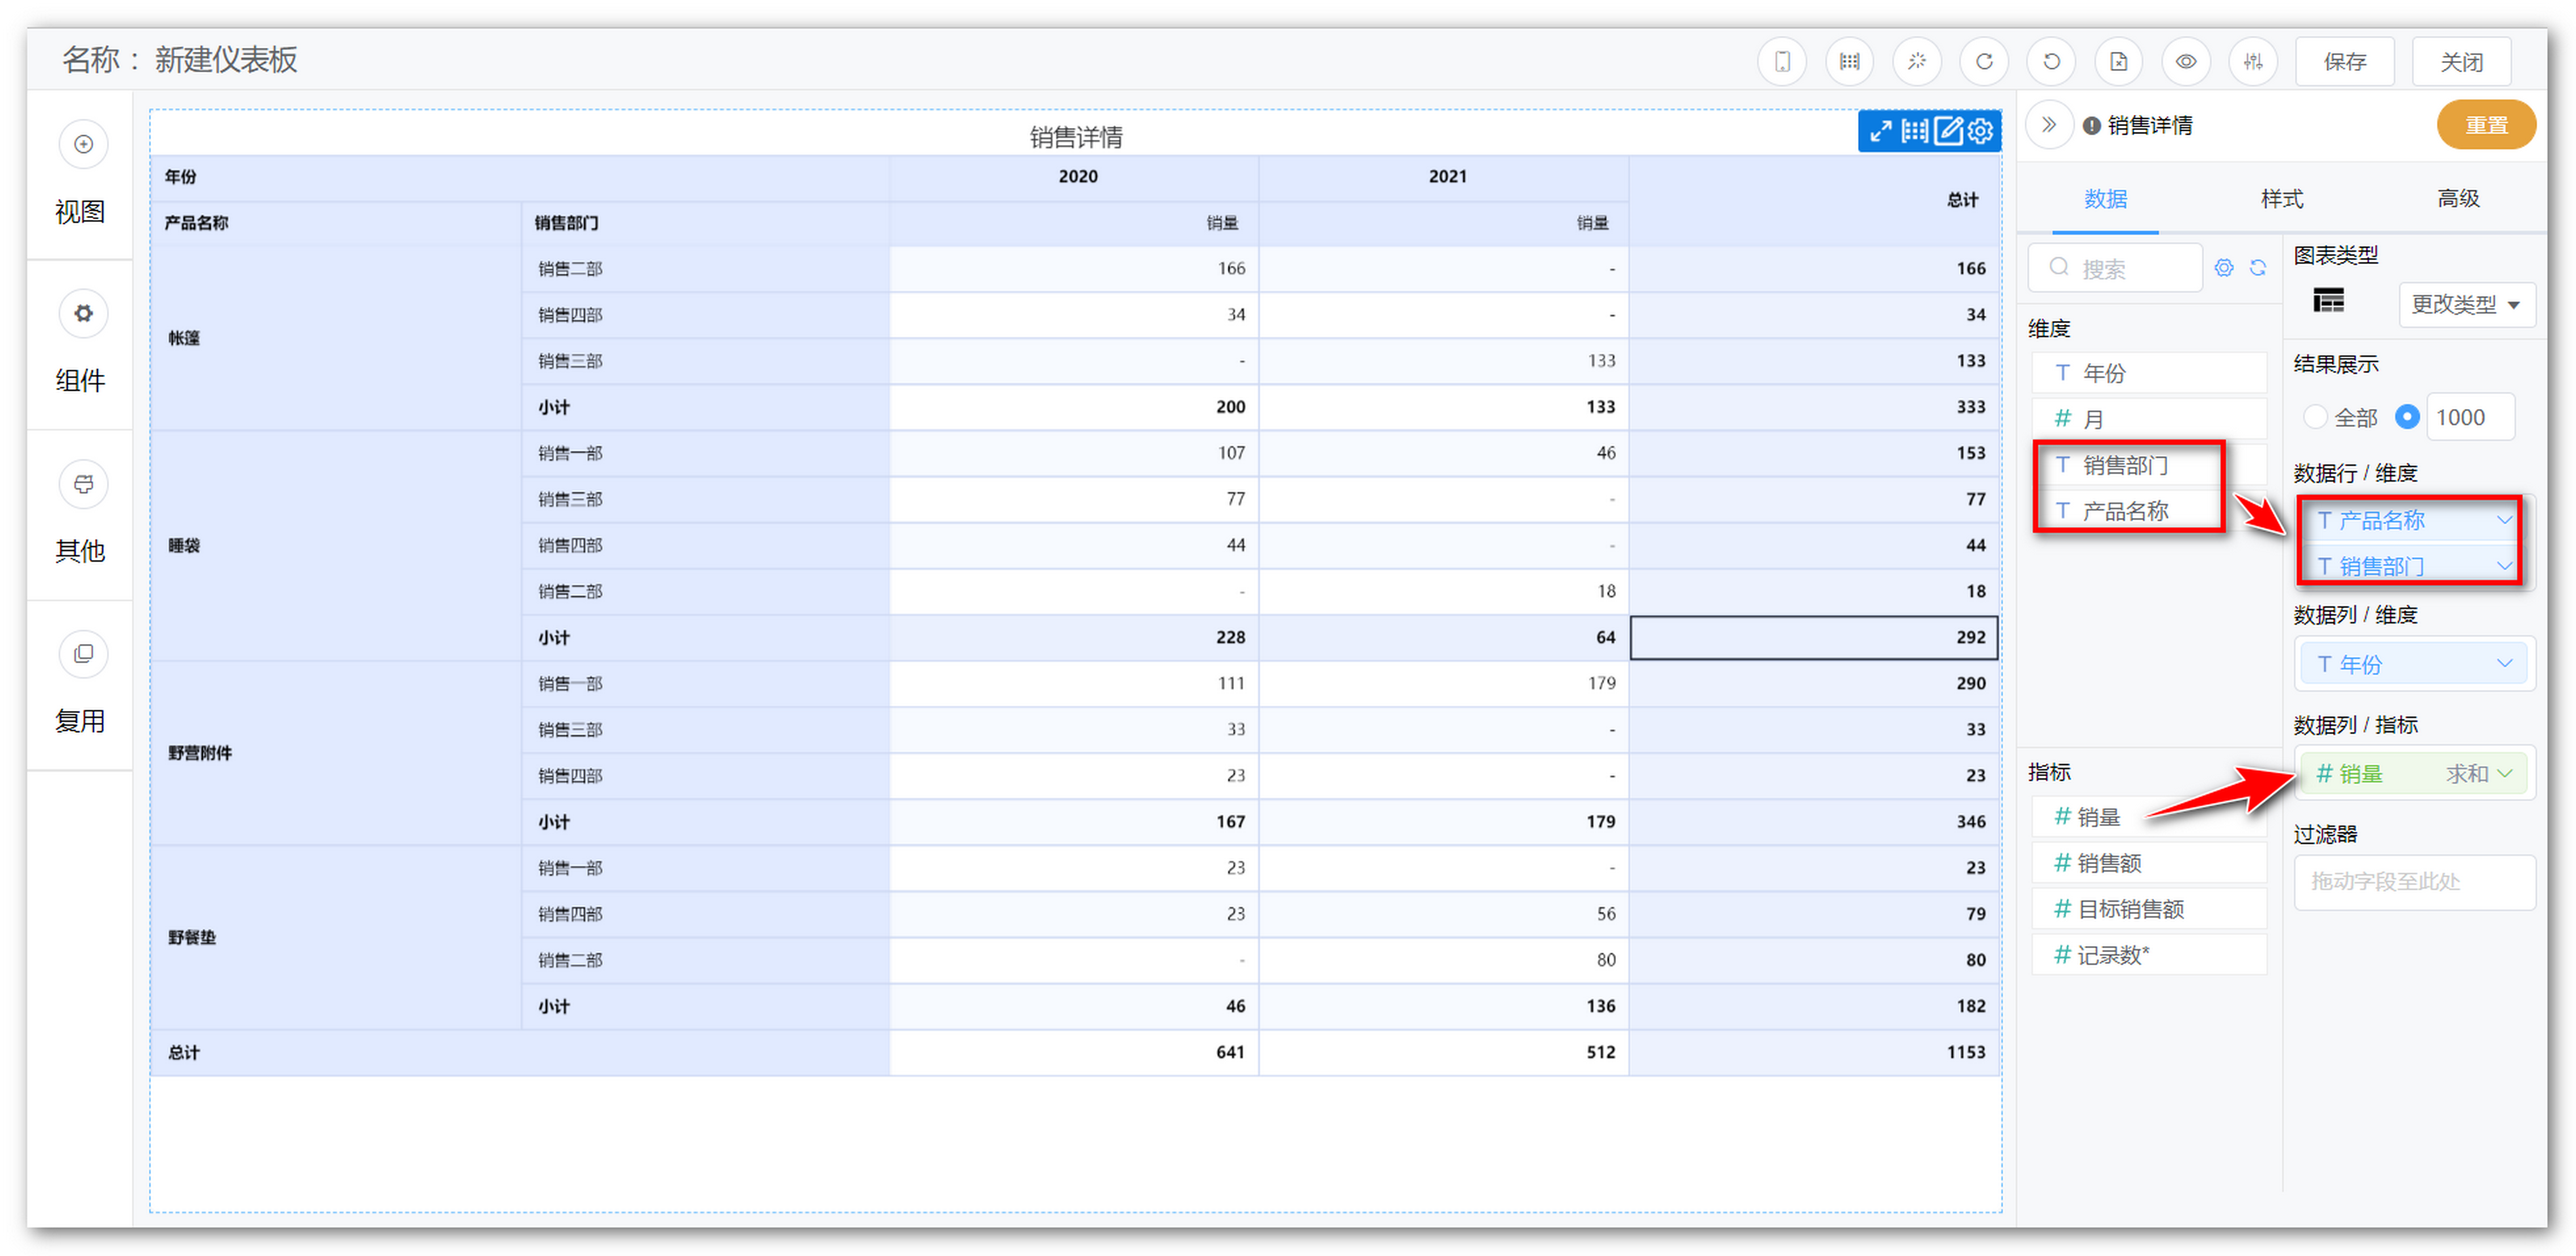 名称： 新建仪表板
保存 关闭
视图
组件
其他
复用
销售详情
年份 2020 2021 总计
产品名称 销售部门 销量 销量
帐篷 销售二部 166 - 166
销售四部 34 - 34
销售三部 - 133 133
小计 200 133 333
睡袋 销售一部 107 46 153
销售三部 77 - 77
销售四部 44 - 44
销售二部 - 18 18
小计 228 64 292
野营附件 销售一部 111 179 290
销售三部 33 - 33
销售四部 23 - 23
小计 167 179 346
野餐垫 销售一部 23 - 23
销售四部 23 56 79
销售二部 - 80 80
小计 46 136 182
总计 641 512 1153
销售详情 重置
数据 样式 高级
搜索
维度
T 年份
# 月
T 销售部门
T 产品名称
指标
# 销量
# 销售额
# 目标销售额
# 记录数*
图表类型
更改类型
结果展示
全部 1000
数据行 / 维度
T 产品名称
T 销售部门
数据列 / 维度
T 年份
数据列 / 指标
# 销量 求和
过滤器
拖动字段至此处